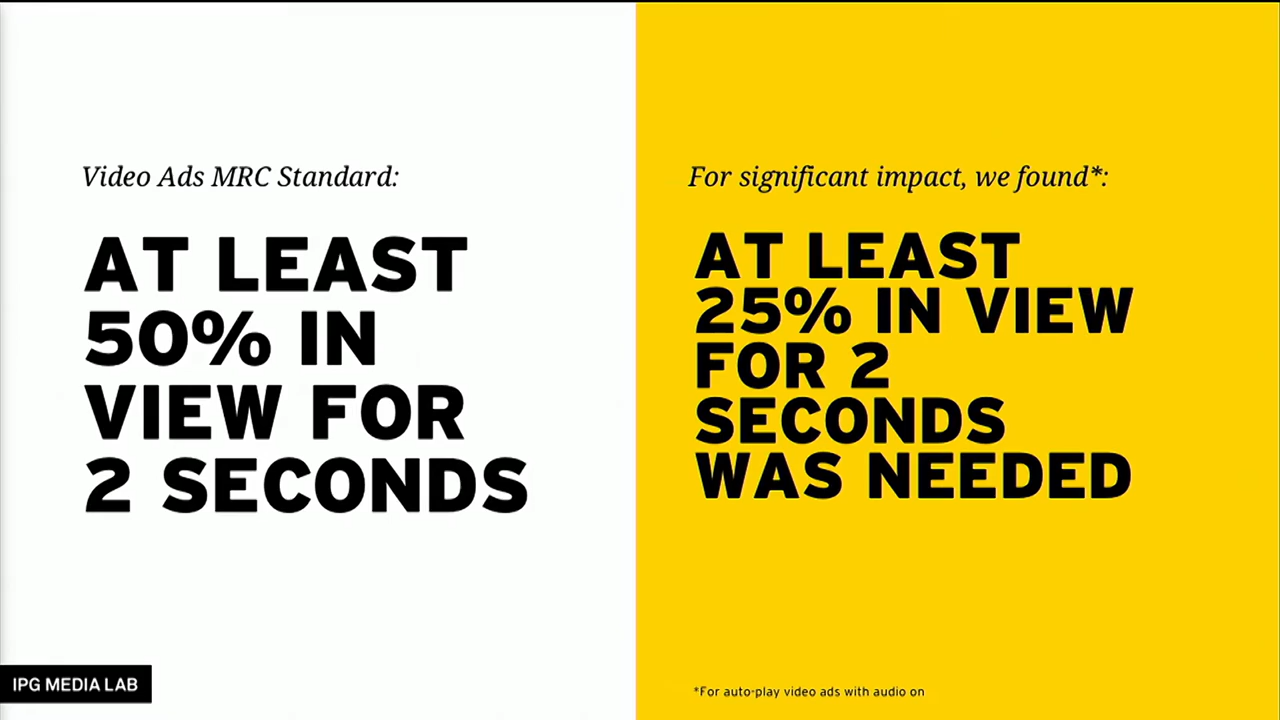 Video Ads MRC Standard:
AT LEAST
50% IN
VIEW FOR
2 SECONDS
For significant impact, we found*:
AT LEAST
25% IN VIEW
FOR 2
SECONDS
WAS NEEDED
*For auto-play video ads with audio on
IPG MEDIA LAB